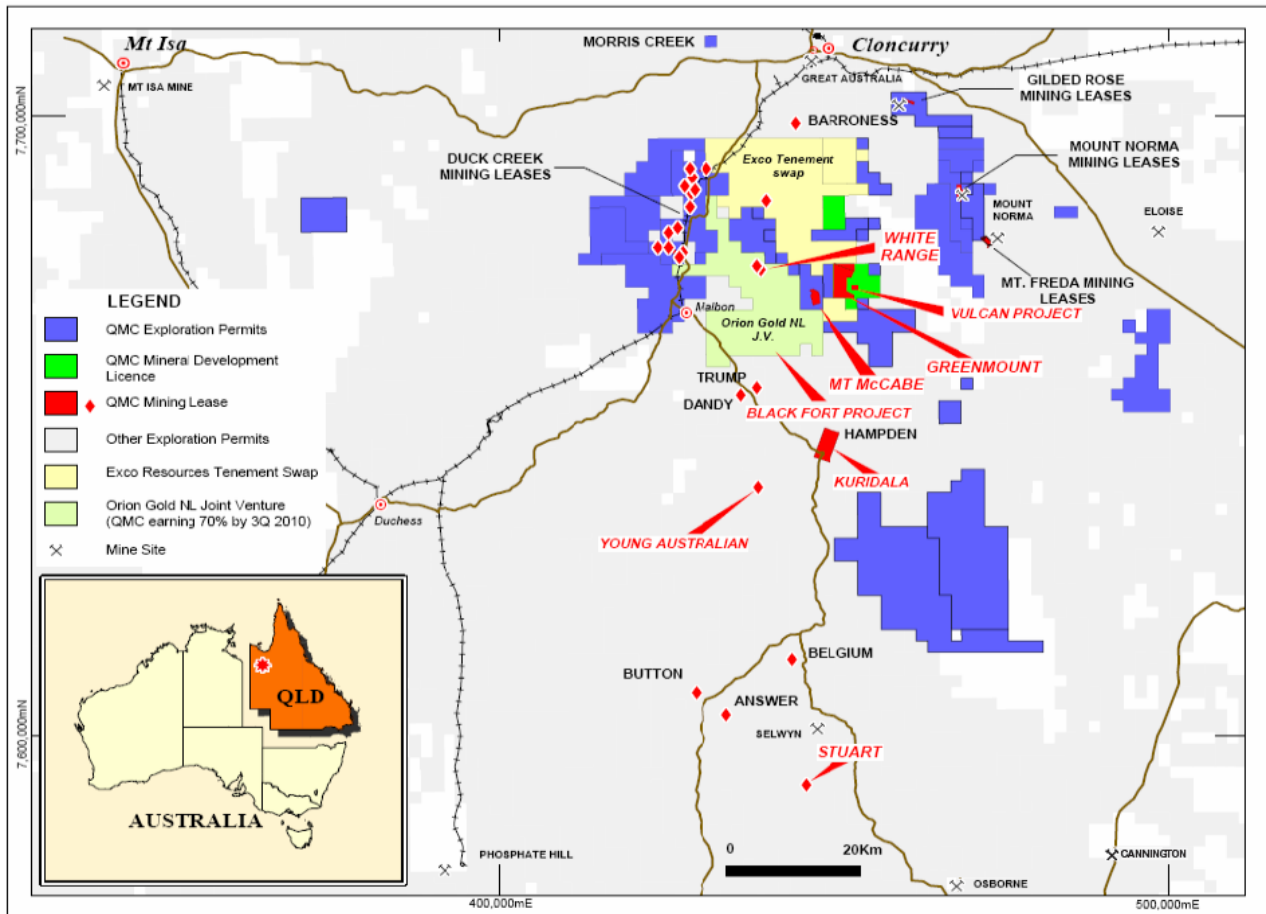 Mt Isa
MT ISA MINE
MORRIS CREEK
Cloncurry
GREAT AUSTRALIA
GILDED ROSE
MINING LEASES
7,700,000mN
BARRONESS
DUCK CREEK
MINING LEASES
Exco Tenement
swap
MOUNT NORMA
MINING LEASES
MOUNT
NORMA
ELOISE
WHITE
RANGE
MT. FREDA MINING
LEASES
VULCAN PROJECT
Malbon
Orion Gold NL
J.V.
GREENMOUNT
MT McCABE
TRUMP
DANDY
BLACK FORT PROJECT
HAMPDEN
KURIDALA
YOUNG AUSTRALIAN
Duchess
LEGEND
QMC Exploration Permits
QMC Mineral Development
Licence
QMC Mining Lease
Other Exploration Permits
Exco Resources Tenement Swap
Orion Gold NL Joint Venture
(QMC earning 70% by 3Q 2010)
Mine Site
QLD
AUSTRALIA
BELGIUM
BUTTON
ANSWER
SELWYN
7,600,000mN
STUART
0 20Km
PHOSPHATE HILL
CANNINGTON
OSBORNE
400,000mE
500,000mE